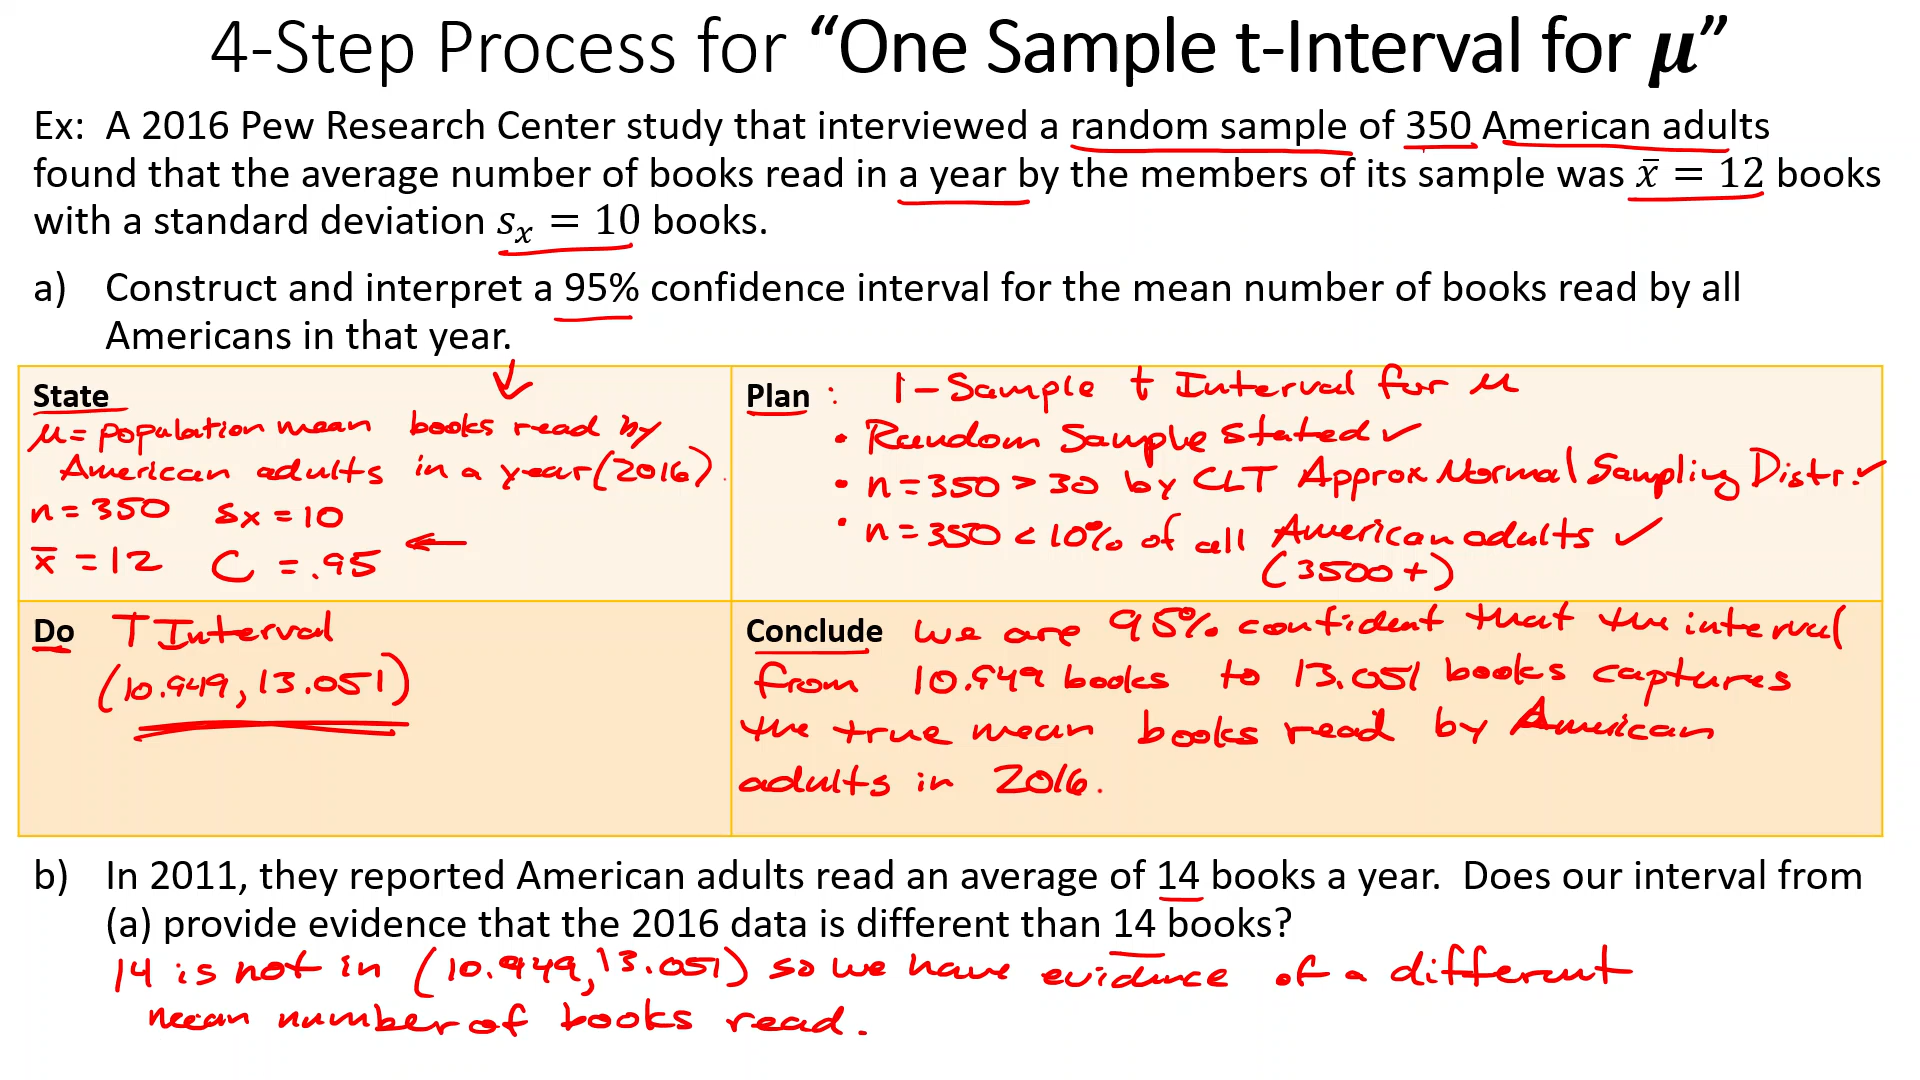 4-Step Process for “One Sample t-Interval for μ”
Ex: A 2016 Pew Research Center study that interviewed a random sample of 350 American adults
found that the average number of books read in a year by the members of its sample was x̄ = 12 books
with a standard deviation sₓ = 10 books.
a) Construct and interpret a 95% confidence interval for the mean number of books read by all
Americans in that year.
State
μ = population mean books read by
American adults in a year (2016).
n = 350 sx = 10
x̄ = 12 C = .95 ←
Plan : 1-Sample t Interval for μ
• Random Sample stated ✓
• n = 350 > 30 by CLT Approx Normal Sampling Distr. ✓
• n = 350 < 10% of all American adults ✓
(3500+)
Do T Interval
(10.949, 13.051)
Conclude We are 95% confident that the interval
from 10.949 books to 13.051 books captures
the true mean books read by American
adults in 2016.
b) In 2011, they reported American adults read an average of 14 books a year. Does our interval from
(a) provide evidence that the 2016 data is different than 14 books?
14 is not in (10.949, 13.051) so we have evidence of a different
mean number of books read.